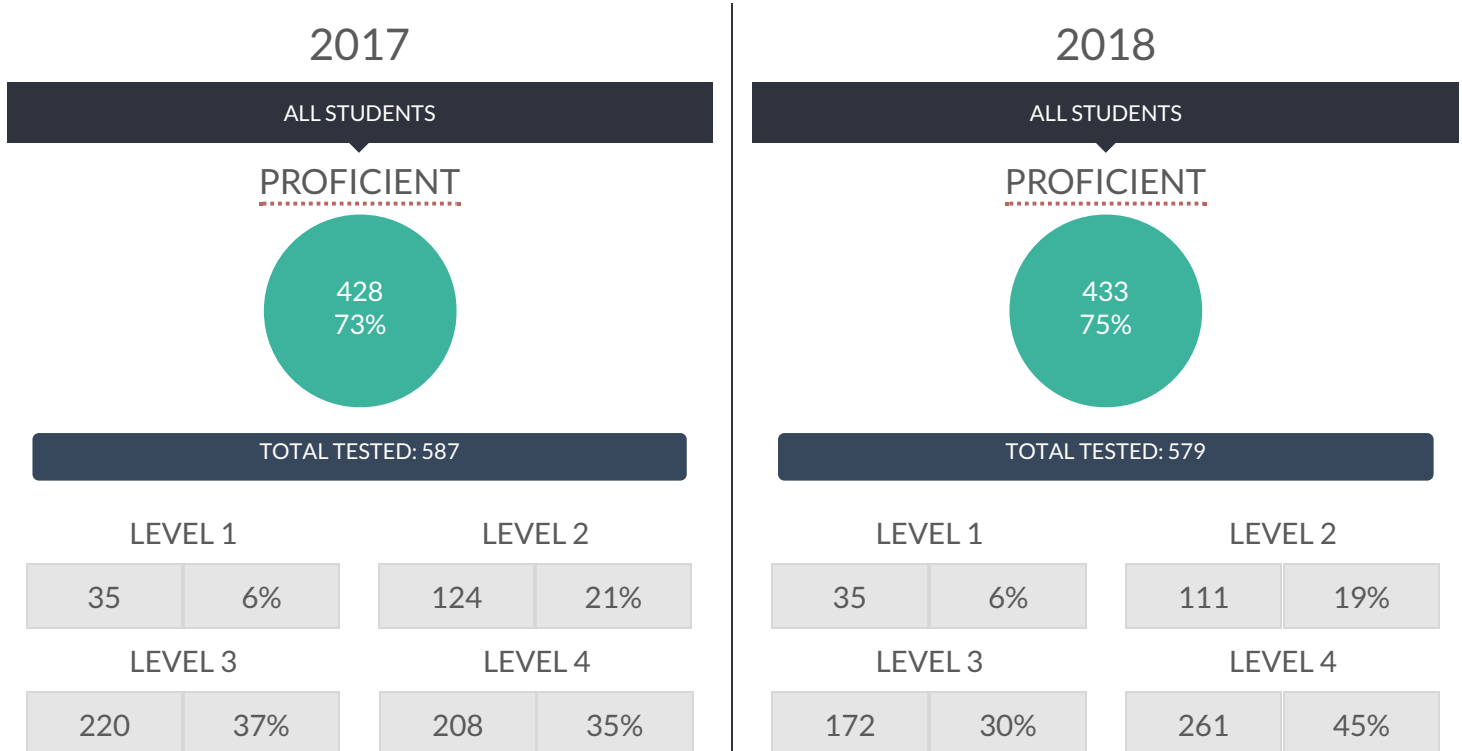 2017
ALL STUDENTS
PROFICIENT
428
73%
TOTAL TESTED: 587
LEVEL 1
LEVEL 2
35 6%
124 21%
LEVEL 3
LEVEL 4
220 37%
208 35%
2018
ALL STUDENTS
PROFICIENT
433
75%
TOTAL TESTED: 579
LEVEL 1
LEVEL 2
35 6%
111 19%
LEVEL 3
LEVEL 4
172 30%
261 45%